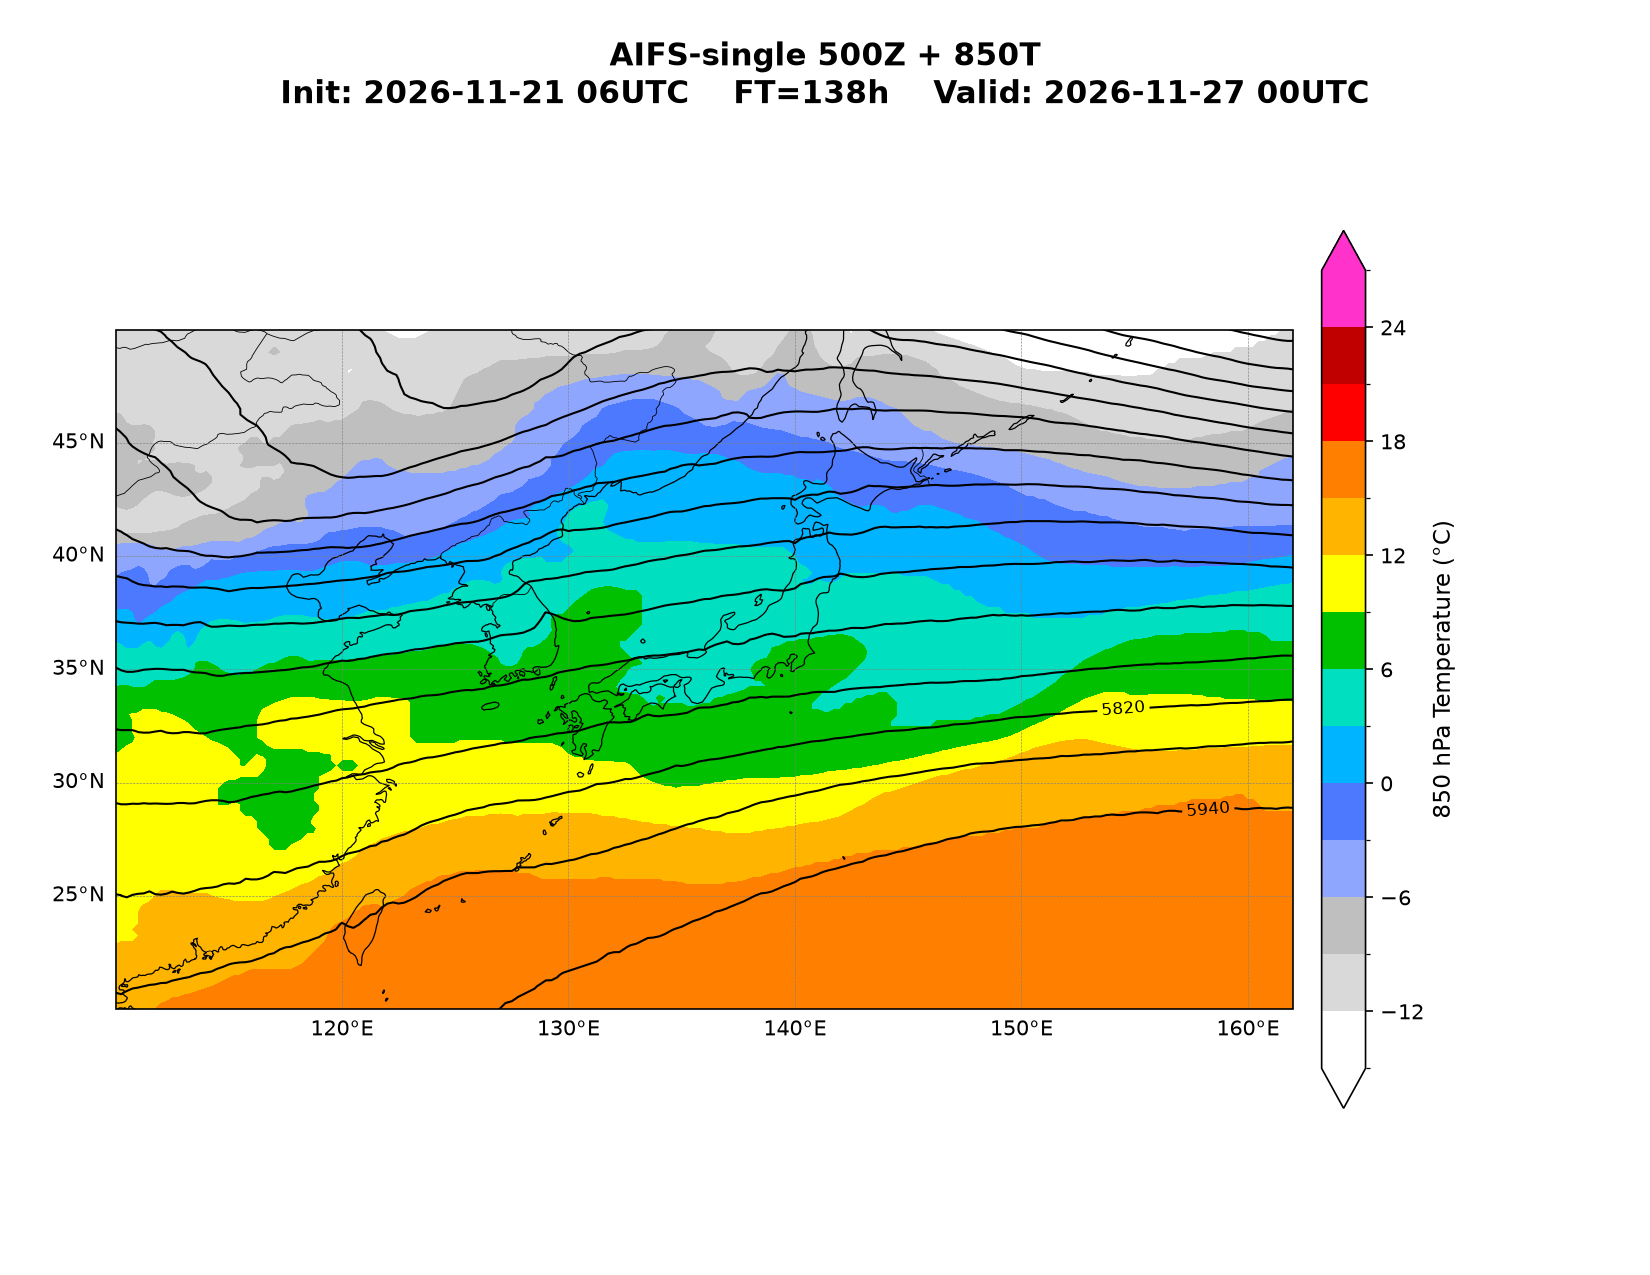 AIFS-single 500Z + 850T
Init: 2026-11-21 06UTC    FT=138h    Valid: 2026-11-27 00UTC
24
18
12
6
0
−6
−12
850 hPa Temperature (°C)
45°N
40°N
35°N
30°N
25°N
5820
5940
120°E
130°E
140°E
150°E
160°E